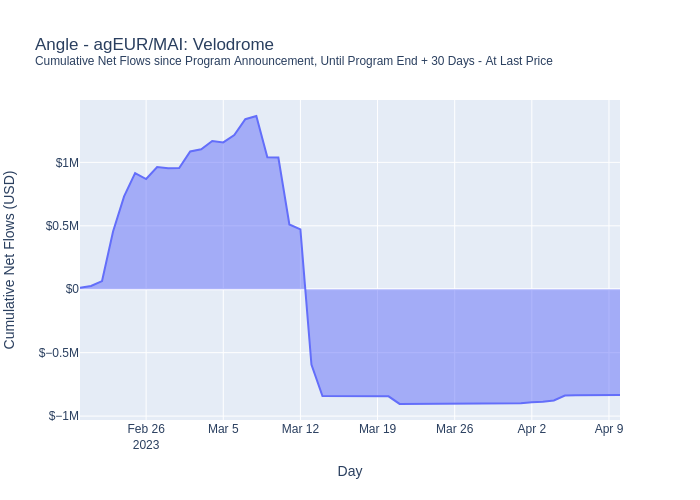 Angle - agEUR/MAI: Velodrome
Cumulative Net Flows since Program Announcement, Until Program End + 30 Days - At Last Price
Cumulative Net Flows (USD)
$1M
$0.5M
$0
$−0.5M
$−1M
Feb 26
2023
Mar 5
Mar 12
Mar 19
Mar 26
Apr 2
Apr 9
Day